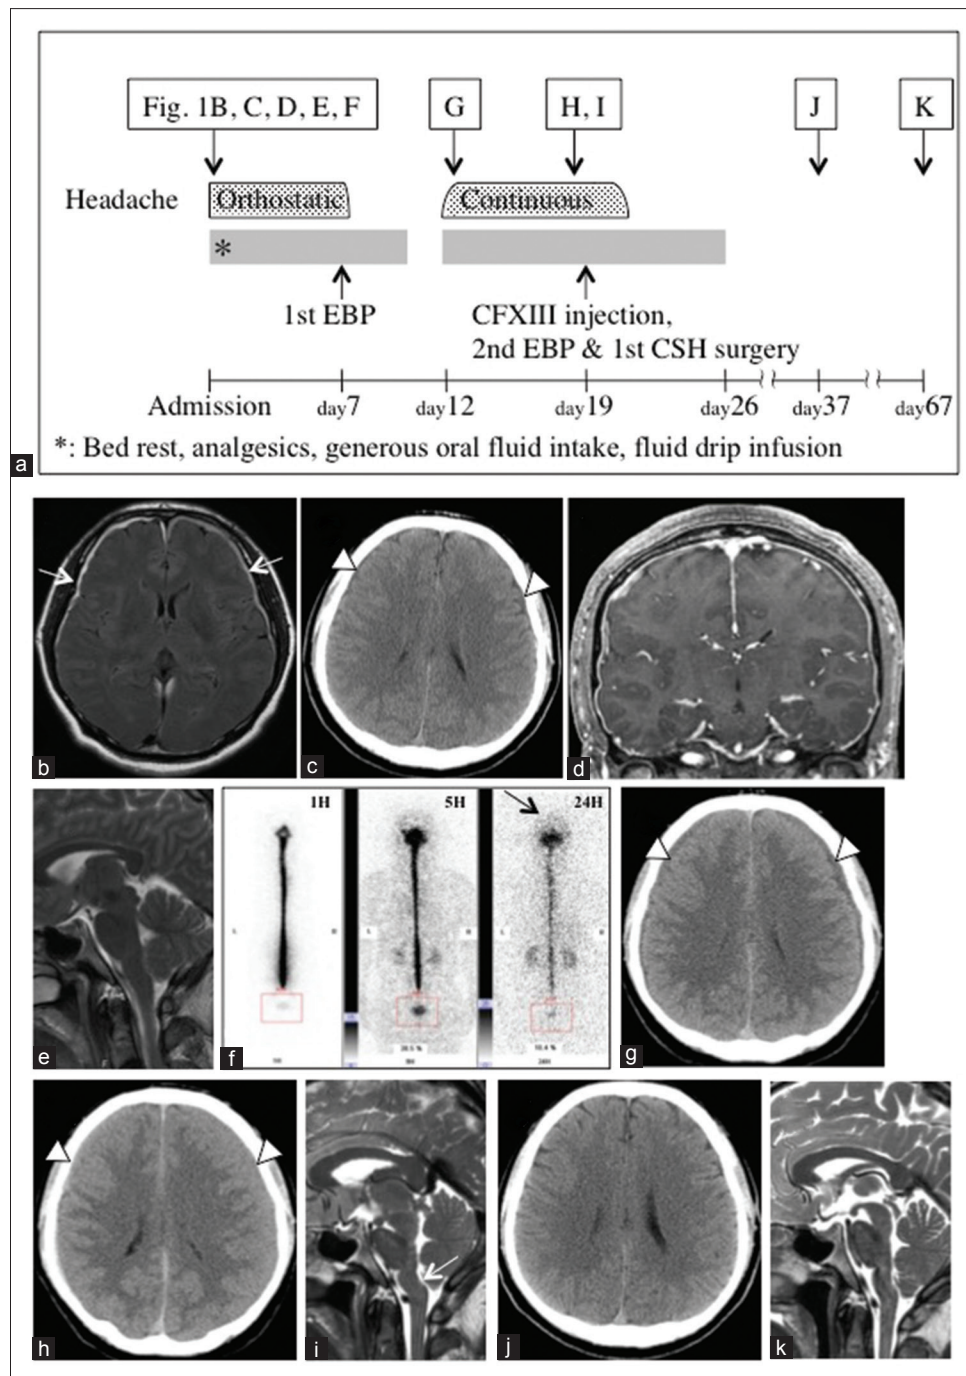 Fig. 1B, C, D, E, F
G
H, I
J
K
Headache
Orthostatic
Continuous
*
1st EBP
CFXIII injection,
2nd EBP & 1st CSH surgery
Admission
day7
day12
day19
day26
day37
day67
*: Bed rest, analgesics, generous oral fluid intake, fluid drip infusion
a
b
c
d
1H
5H
24H
L
L
R
L
R
e
f
g
h
i
j
k